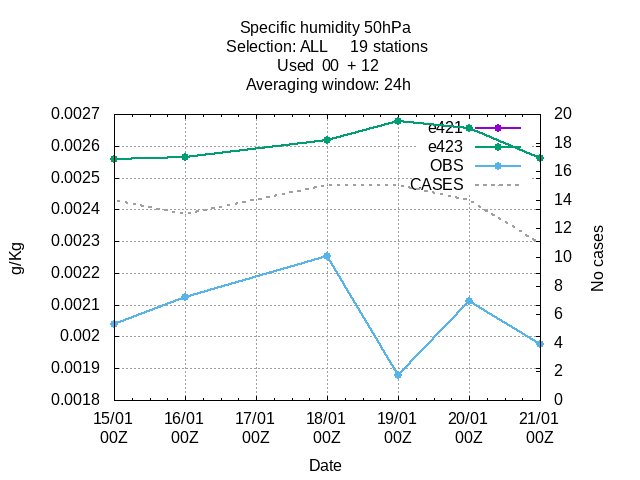 Specific humidity 50hPa
Selection: ALL     19 stations
Used  00  + 12
Averaging window: 24h
0.0027
0.0026
0.0025
0.0024
0.0023
0.0022
0.0021
0.002
0.0019
0.0018
g/Kg
e421
e423
OBS
CASES
20
18
16
14
12
10
8
6
4
2
0
No cases
15/01 16/01 17/01 18/01 19/01 20/01 21/01
00Z 00Z 00Z 00Z 00Z 00Z 00Z
Date